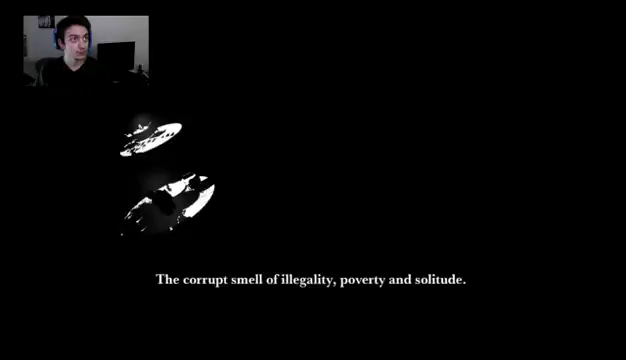 The corrupt smell of illegality, poverty and solitude.